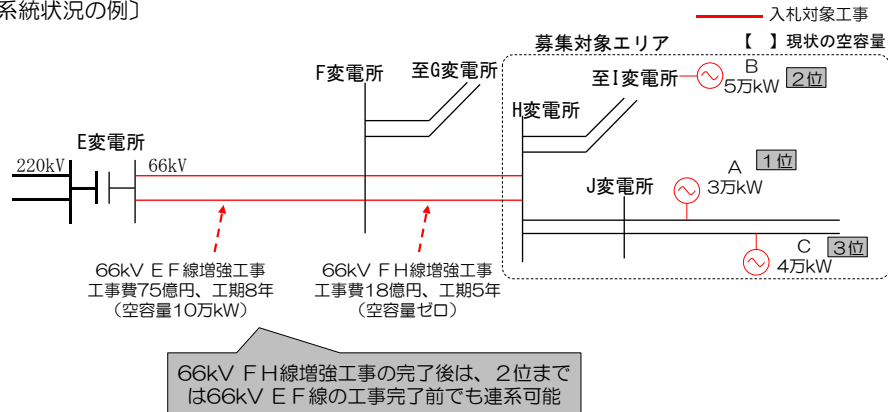 系統状況の例〕
入札対象工事
【　】現状の空容量
募集対象エリア
F変電所
至G変電所
至I変電所
B
5万kW
2位
H変電所
E変電所
220kV
66kV
J変電所
A
1位
3万kW
C
3位
4万kW
66kV ＥＦ線増強工事
工事費75億円、工期8年
（空容量10万kW）
66kV ＦＨ線増強工事
工事費18億円、工期5年
（空容量ゼロ）
66kV ＦＨ線増強工事の完了後は、２位まで
は66kV ＥＦ線の工事完了前でも連系可能